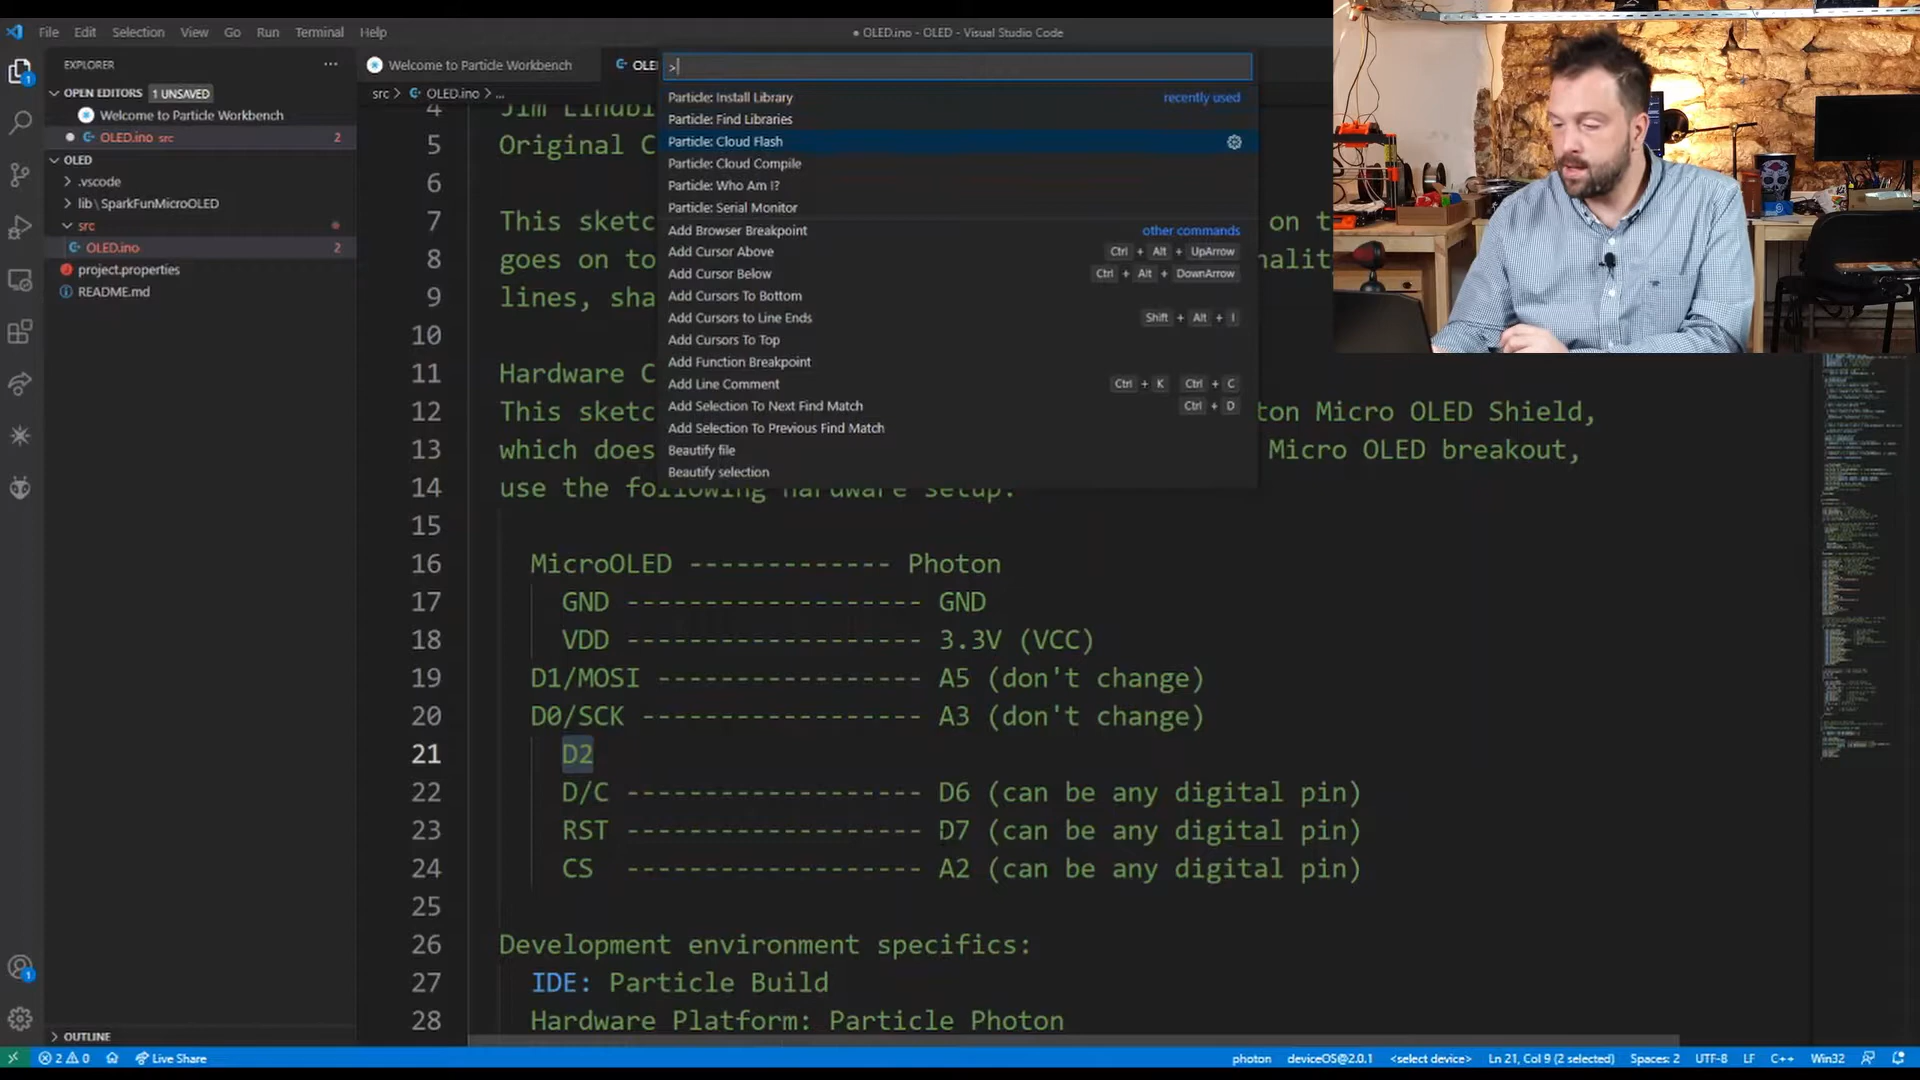 File Edit Selection View Go Run Terminal Help
● OLED.ino - OLED - Visual Studio Code
EXPLORER
OPEN EDITORS 1 UNSAVED
Welcome to Particle Workbench
OLED.ino src 2
OLED
.vscode
lib\SparkFunMicroOLED
src
OLED.ino 2
project.properties
README.md
OUTLINE
Welcome to Particle Workbench
OLE
src > OLED.ino > ...
>
Particle: Install Library recently used
Particle: Find Libraries
Particle: Cloud Flash
Particle: Cloud Compile
Particle: Who Am I?
Particle: Serial Monitor
Add Browser Breakpoint other commands
Add Cursor Above Ctrl + Alt + UpArrow
Add Cursor Below Ctrl + Alt + DownArrow
Add Cursors To Bottom
Add Cursors to Line Ends Shift + Alt + I
Add Cursors To Top
Add Function Breakpoint
Add Line Comment Ctrl + K Ctrl + C
Add Selection To Next Find Match Ctrl + D
Add Selection To Previous Find Match
Beautify file
Beautify selection
4
5 Original C
6
7 This sketc on t
8 goes on to nalit
9 lines, sha
10
11 Hardware C
12 This sketc ton Micro OLED Shield,
13 which does Micro OLED breakout,
14 use the following hardware setup:
15
16 MicroOLED ------------- Photon
17 GND ------------------- GND
18 VDD ------------------- 3.3V (VCC)
19 D1/MOSI ----------------- A5 (don't change)
20 D0/SCK ------------------ A3 (don't change)
21 D2
22 D/C ------------------- D6 (can be any digital pin)
23 RST ------------------- D7 (can be any digital pin)
24 CS ------------------- A2 (can be any digital pin)
25
26 Development environment specifics:
27 IDE: Particle Build
28 Hardware Platform: Particle Photon
2 0 Live Share photon deviceOS@2.0.1 <select device> Ln 21, Col 9 (2 selected) Spaces: 2 UTF-8 LF C++ Win32